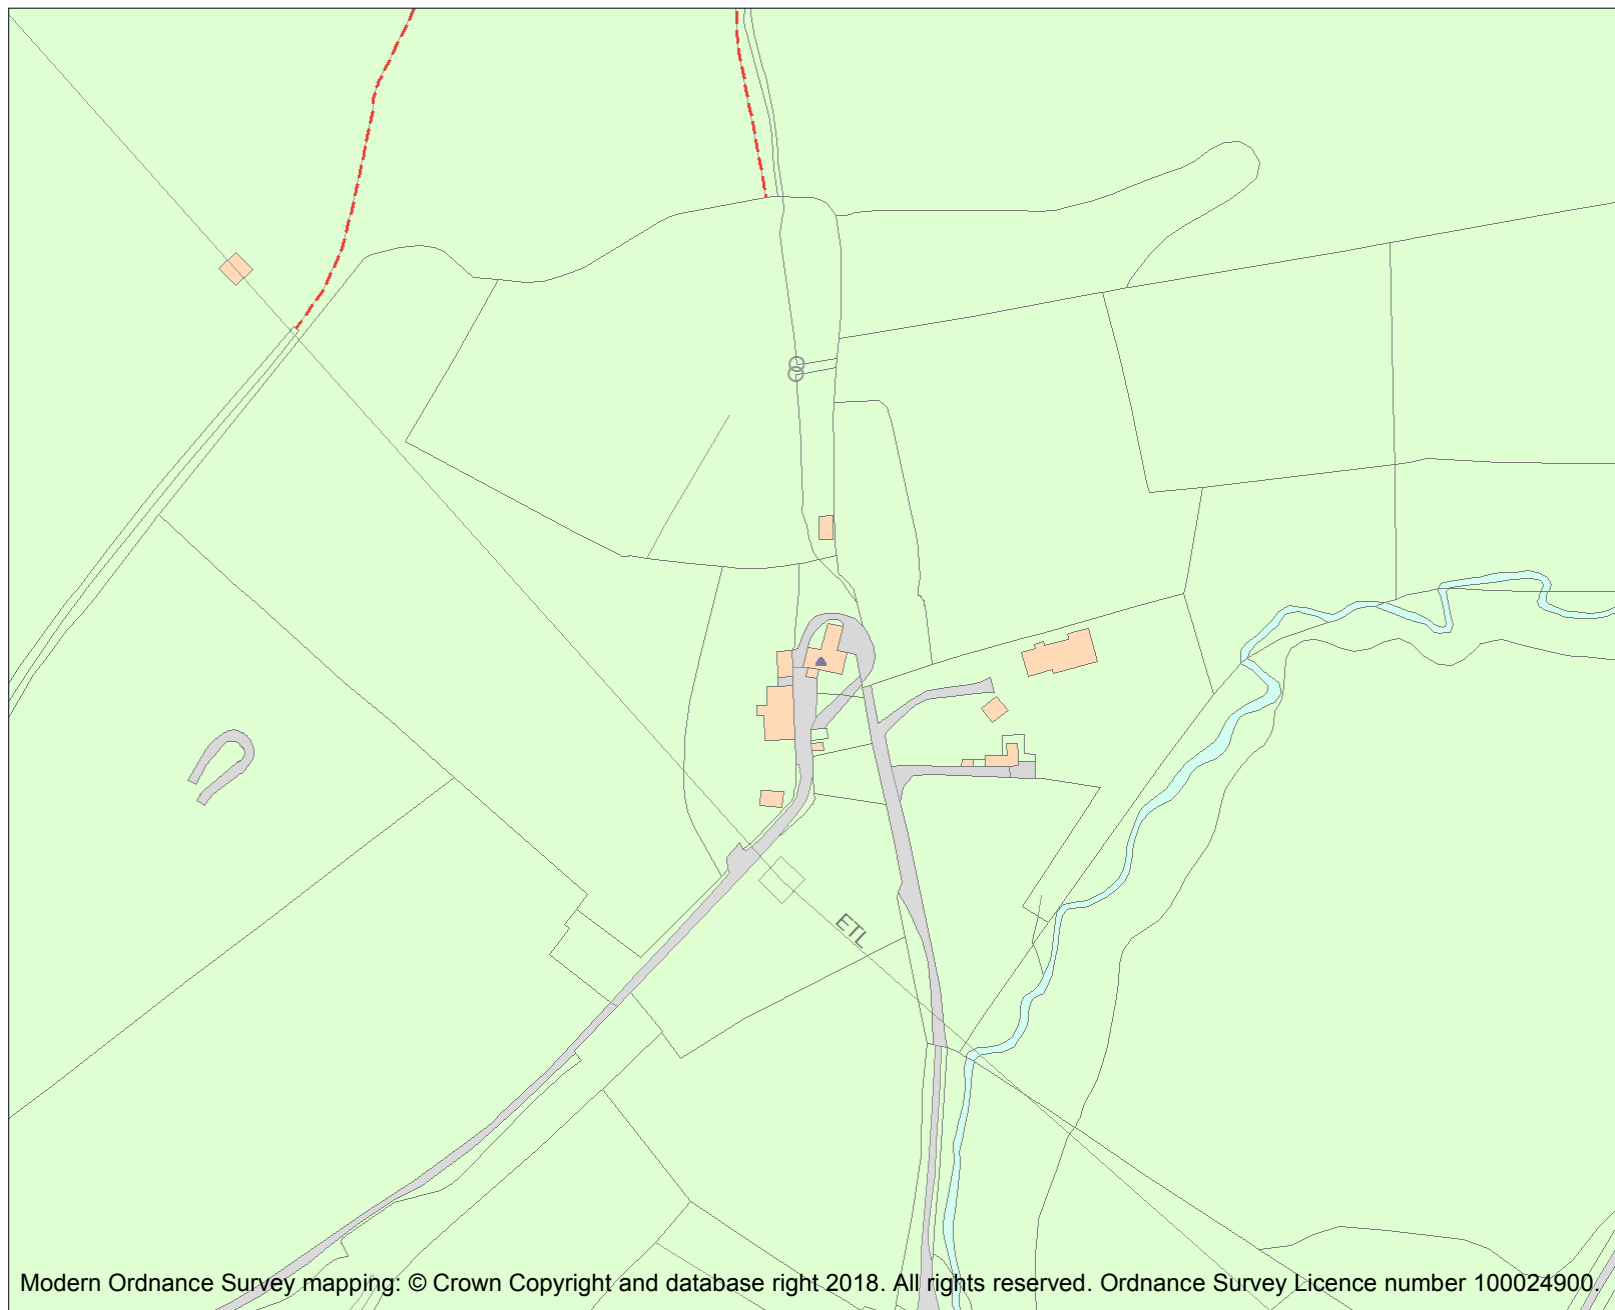 ETL
Modern Ordnance Survey mapping: © Crown Copyright and database right 2018. All rights reserved. Ordnance Survey Licence number 100024900.